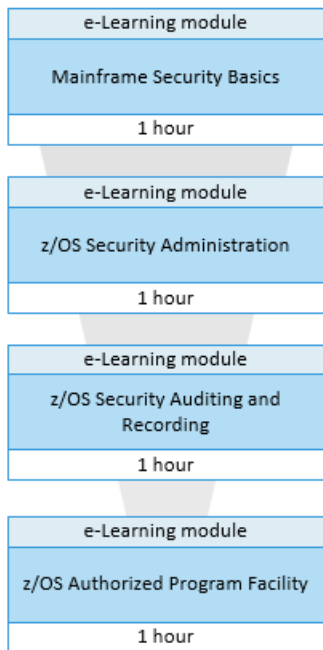 e-Learning module
Mainframe Security Basics
1 hour
e-Learning module
z/OS Security Administration
1 hour
e-Learning module
z/OS Security Auditing and
Recording
1 hour
e-Learning module
z/OS Authorized Program Facility
1 hour